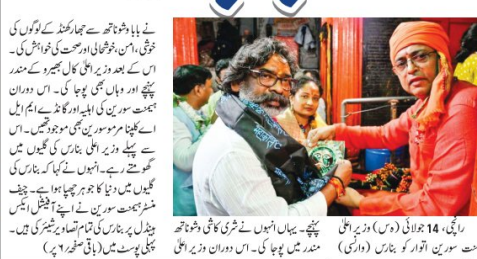 رانچی، 14 جولائی (ہ س) وزیر اعلیٰ
ہیمنت سورین اتوار کو بنارس (وارانسی)
پہنچے۔ یہاں انہوں نے شری کاشی وشوناتھ
مندر میں پوجا کی۔ اس دوران وزیر اعلیٰ
نے بابا وشوناتھ سے جھارکھنڈ کے لوگوں کی
خوشی، امن، خوشحالی اور صحت کی خواہش کی۔
اس کے بعد وزیر اعلیٰ کال بھیرو کے مندر
پہنچے اور وہاں بھی پوجا کی۔ اس دوران
ہیمنت سورین کی اہلیہ اور گانڈے ایم ایل
اے کلپنا مرمو سورین بھی موجود تھیں۔ اس
سے پہلے وزیر اعلیٰ بنارس کی گلیوں میں
گھومتے رہے۔ انہوں نے کہا کہ بنارس کی
گلیوں میں دنیا کا جوہر چھپا ہوا ہے۔ چیف
منسٹر ہیمنت سورین نے اپنے آفیشل ایکس
ہینڈل پر بنارس کی تمام تصاویر شیئر کی ہیں۔
پہلی پوسٹ میں (باقی صفحہ ۶ پر)